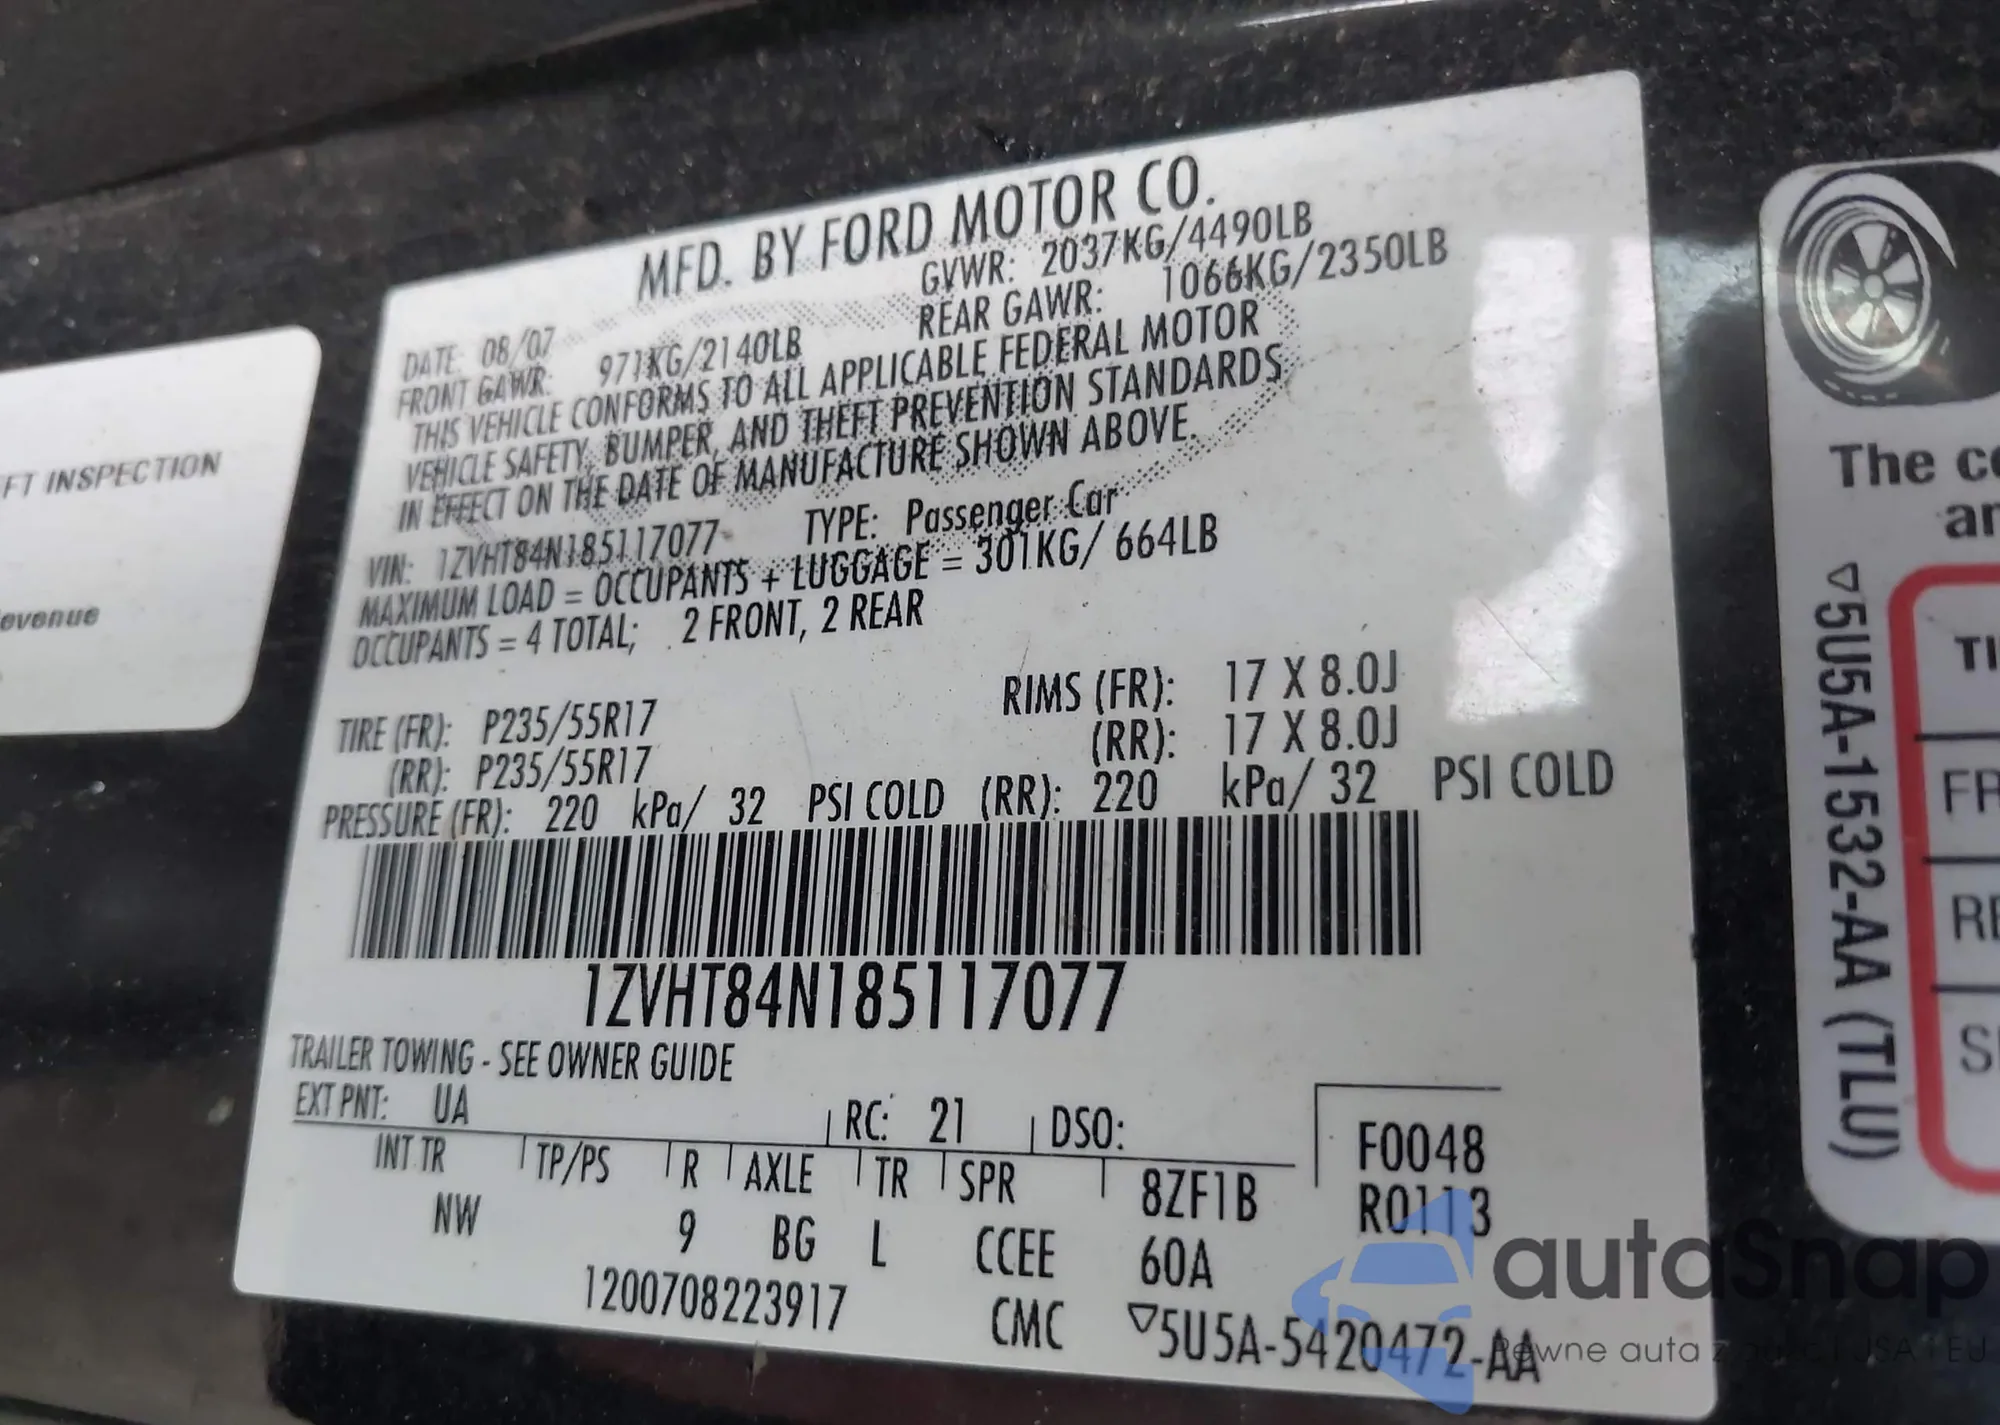 MFD. BY FORD MOTOR CO.
DATE: 08/07 GVWR: 2037KG/4490LB
FRONT GAWR: 971KG/2140LB REAR GAWR: 1066KG/2350LB
THIS VEHICLE CONFORMS TO ALL APPLICABLE FEDERAL MOTOR
VEHICLE SAFETY, BUMPER, AND THEFT PREVENTION STANDARDS
IN EFFECT ON THE DATE OF MANUFACTURE SHOWN ABOVE.
VIN: 1ZVHT84N185117077 TYPE: Passenger Car
MAXIMUM LOAD = OCCUPANTS + LUGGAGE = 301KG/ 664LB
OCCUPANTS = 4 TOTAL; 2 FRONT, 2 REAR
TIRE (FR): P235/55R17 RIMS (FR): 17 X 8.0J
(RR): P235/55R17 (RR): 17 X 8.0J
PRESSURE (FR): 220 kPa/ 32 PSI COLD (RR): 220 kPa/ 32 PSI COLD
1ZVHT84N185117077
TRAILER TOWING - SEE OWNER GUIDE
EXT PNT: UA RC: 21 DSO: F0048
INT TR TP/PS R AXLE TR SPR 8ZF1B R0113
NW 9 BG L CCEE 60A
1200708223917 CMC 5U5A-5420472-AA
FT INSPECTION
evenue
The
5U5A-1532-AA (TLU)
autaSnap
Pewne auta z